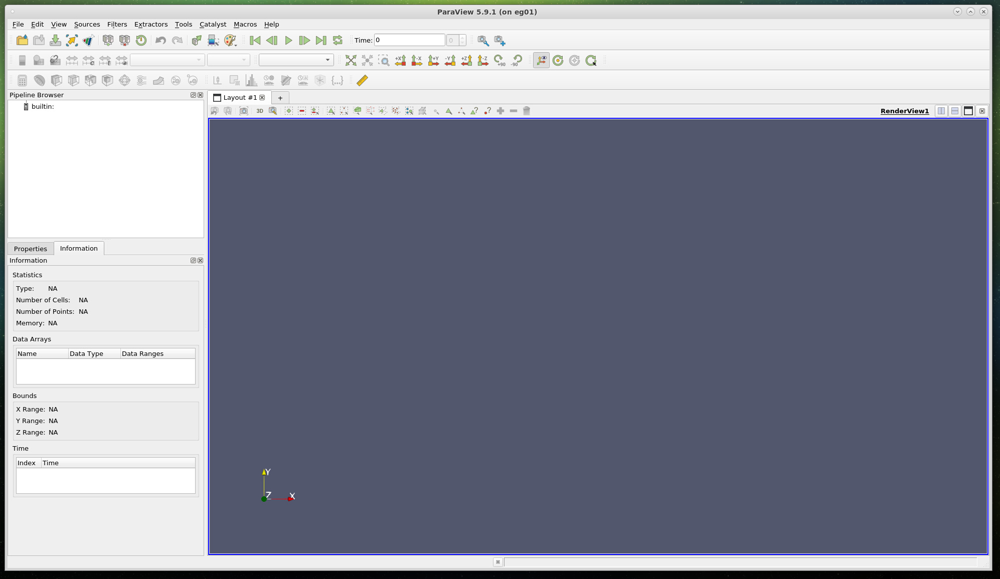 ParaView 5.9.1 (on eg01)
File Edit View Sources Filters Extractors Tools Catalyst Macros Help
Time: 0 0
+X -X +Y -Y +Z -Z +90 -90
Pipeline Browser
builtin:
Layout #1 +
3D
RenderView1
Properties Information
Information
Statistics
Type: NA
Number of Cells: NA
Number of Points: NA
Memory: NA
Data Arrays
Name Data Type Data Ranges
Bounds
X Range: NA
Y Range: NA
Z Range: NA
Time
Index Time
Y
Z X